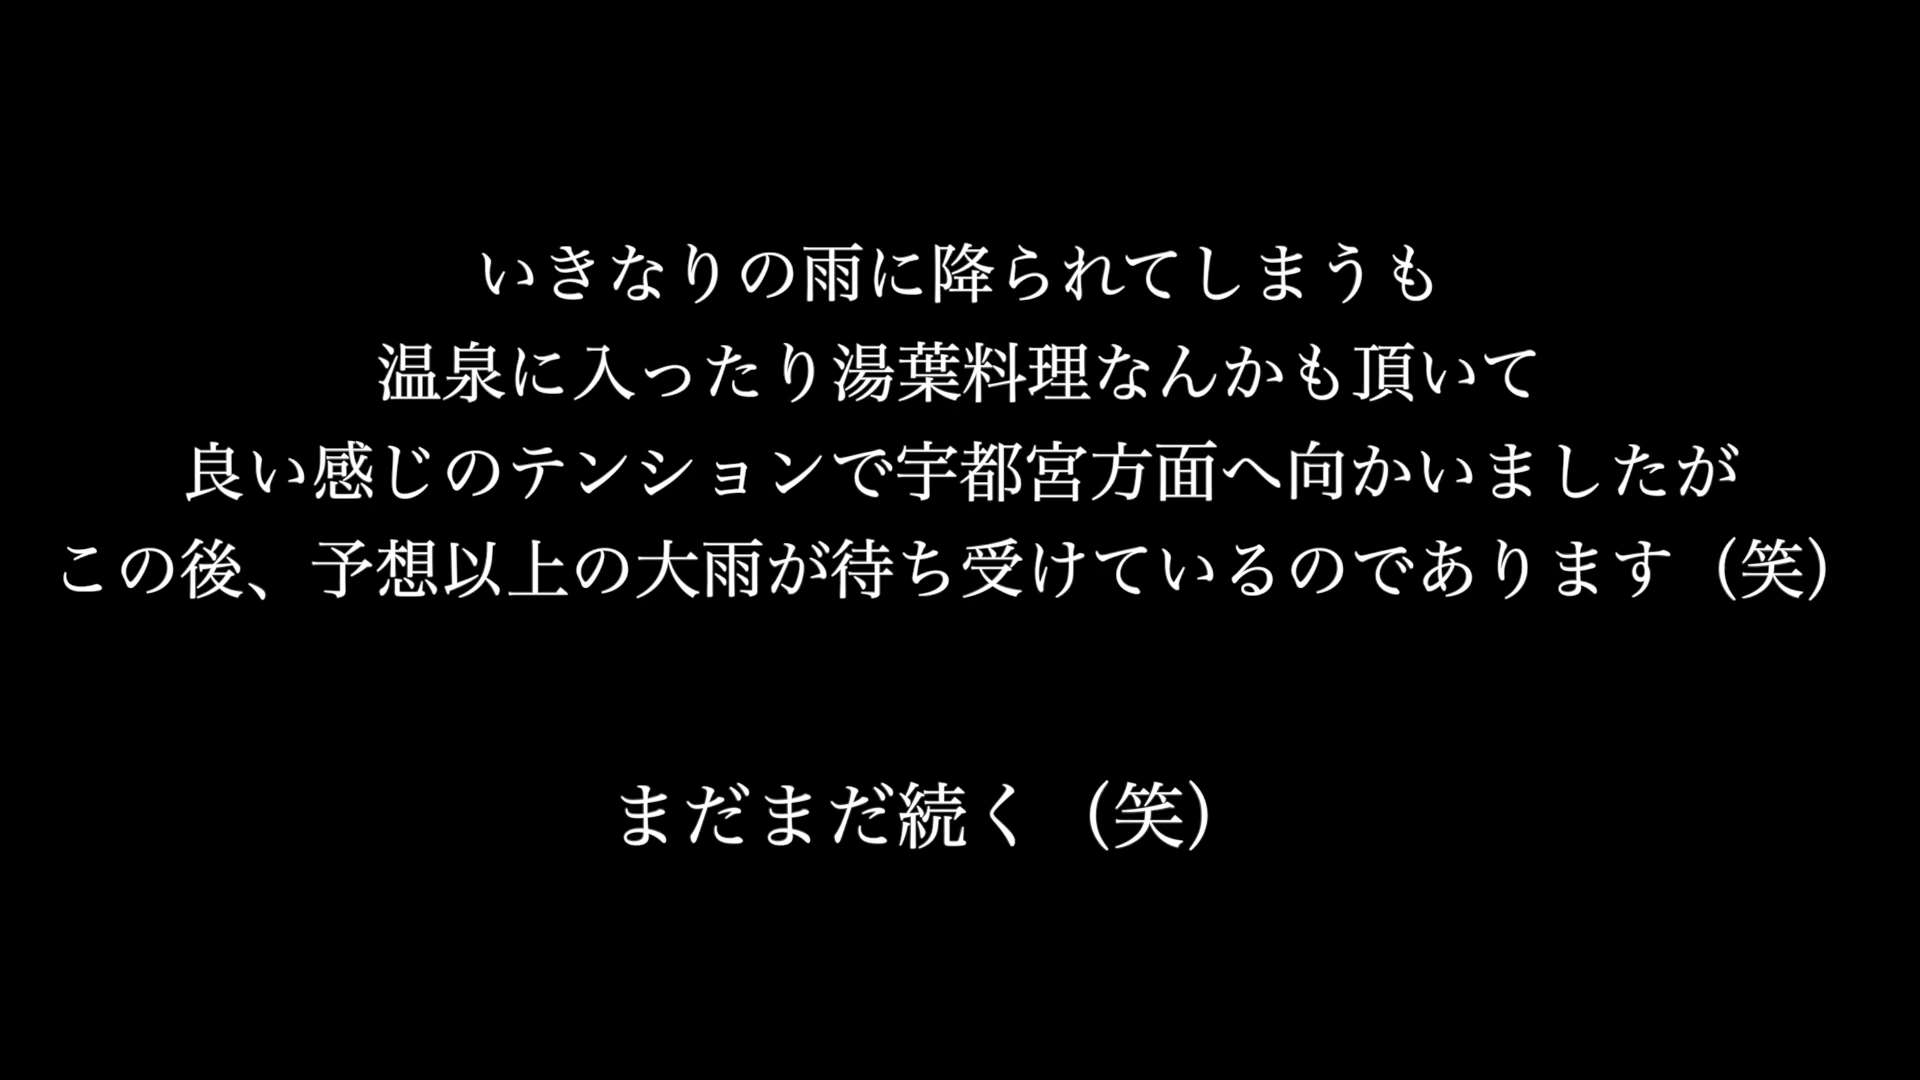 いきなりの雨に降られてしまうも
温泉に入ったり湯葉料理なんかも頂いて
良い感じのテンションで宇都宮方面へ向かいましたが
この後、予想以上の大雨が待ち受けているのであります（笑）
まだまだ続く（笑）